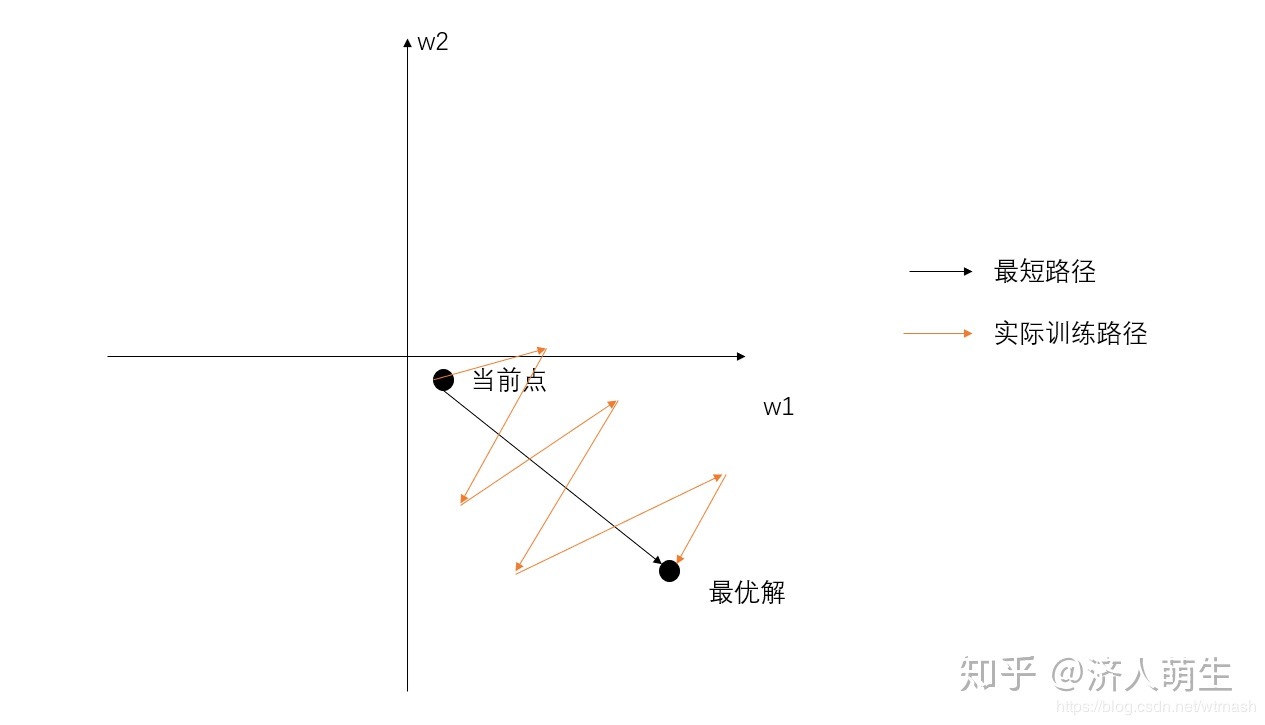 w2
最短路径
实际训练路径
当前点
w1
最优解
知乎 @济人萌生
https://blog.csdn.net/wtmash